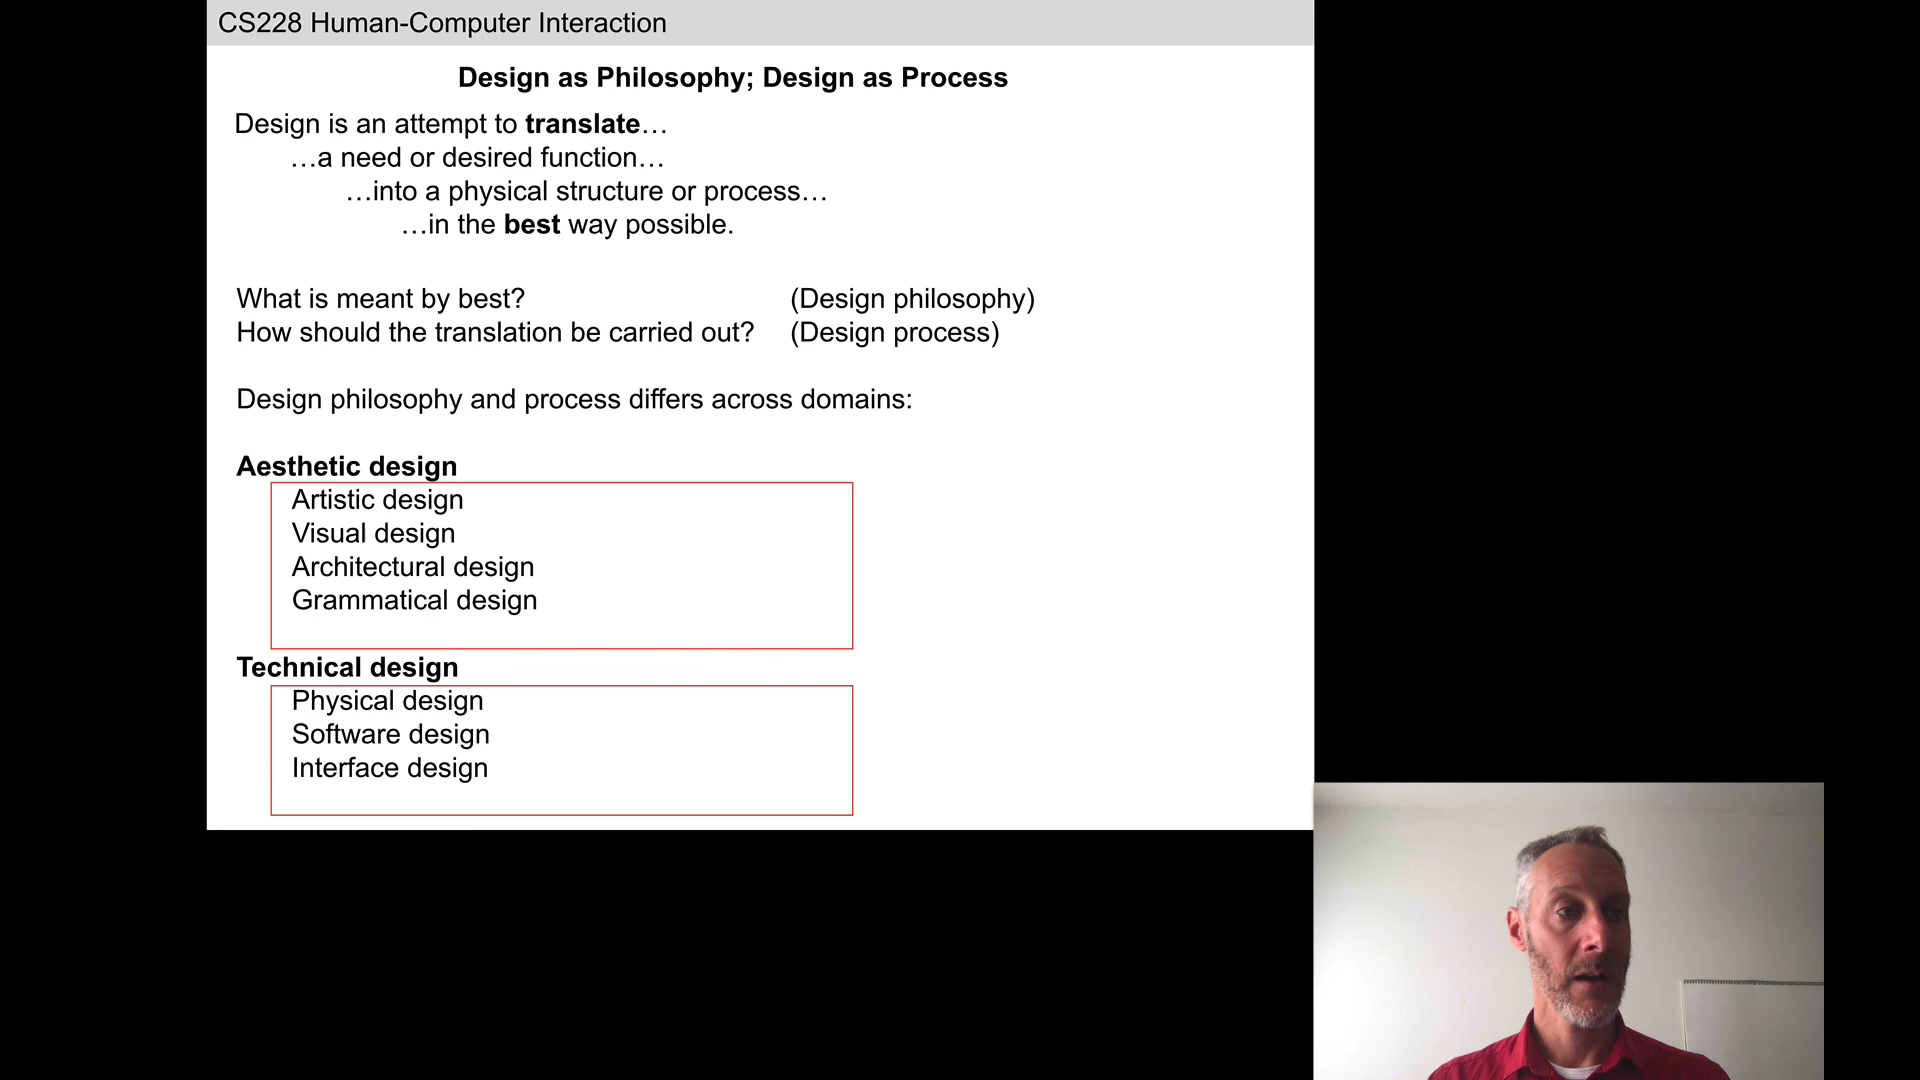 CS228 Human-Computer Interaction
Design as Philosophy; Design as Process
Design is an attempt to translate…
…a need or desired function…
…into a physical structure or process…
…in the best way possible.
What is meant by best? (Design philosophy)
How should the translation be carried out? (Design process)
Design philosophy and process differs across domains:
Aesthetic design
Artistic design
Visual design
Architectural design
Grammatical design
Technical design
Physical design
Software design
Interface design